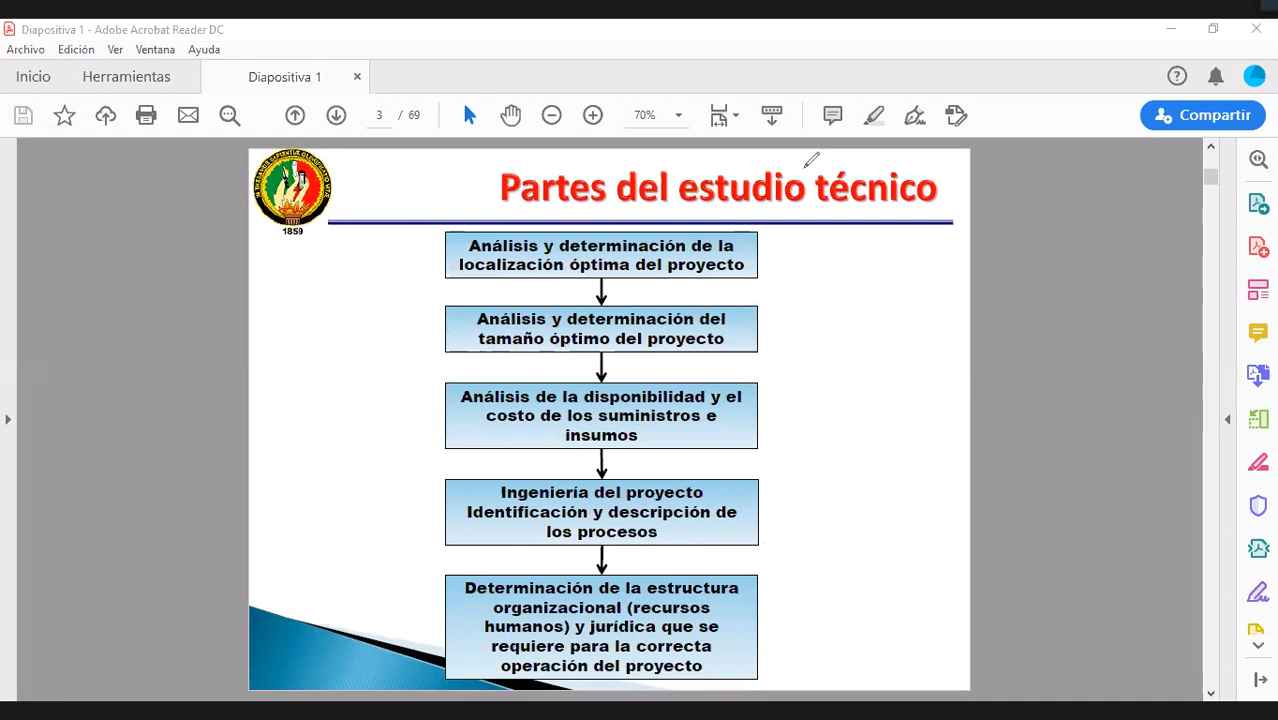 Diapositiva 1 - Adobe Acrobat Reader DC
Archivo Edición Ver Ventana Ayuda
Inicio Herramientas Diapositiva 1 ×
3 / 69 70% Compartir
Partes del estudio técnico
1859
Análisis y determinación de la
localización óptima del proyecto
Análisis y determinación del
tamaño óptimo del proyecto
Análisis de la disponibilidad y el
costo de los suministros e
insumos
Ingeniería del proyecto
Identificación y descripción de
los procesos
Determinación de la estructura
organizacional (recursos
humanos) y jurídica que se
requiere para la correcta
operación del proyecto